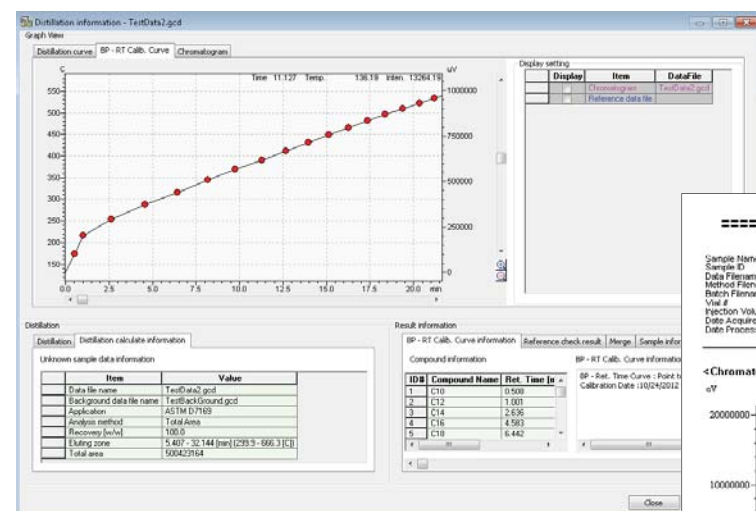 Distillation information - TestData2.gcd
Graph View
Distillation curve BP - RT Calib. Curve Chromatogram
C
Time 11.127 Temp. 136.19 Inten. 13264.19
uV
550
500
450
400
350
300
250
200
150
1000000
750000
500000
250000
0
0.0 2.5 5.0 7.5 10.0 12.5 15.0 17.5 20.0 min
Display setting
Display Item DataFile
Chromatogram TestData2.gcd
Reference data file
Distillation
Distillation Distillation calculate information
Unknown sample data information
Item Value
Data file name TestData2.gcd
Background data file name TestBackGround.gcd
Application ASTM D7169
Analysis method Total Area
Recovery [w/w] 100.0
Eluting zone 5.407 - 32.144 [min] (299.9 - 666.3 [C])
Total area 500423164
Result information
BP - RT Calib. Curve information Reference check result Merge Sample infor
Compound information
ID# Compound Name Ret. Time [m
1 C10 0.508
2 C12 1.001
3 C14 2.636
4 C16 4.583
5 C18 6.442
BP - RT Calib. Curve informatio
BP - Ret. Time Curve : Point to
Calibration Date :10/24/2012
Close
====
Sample Name
Sample ID
Data Filenam
Method Filen
Batch Filenar
Vial #
Injection Volu
Date Acquire
Date Process
<Chromat
uV
20000000
10000000